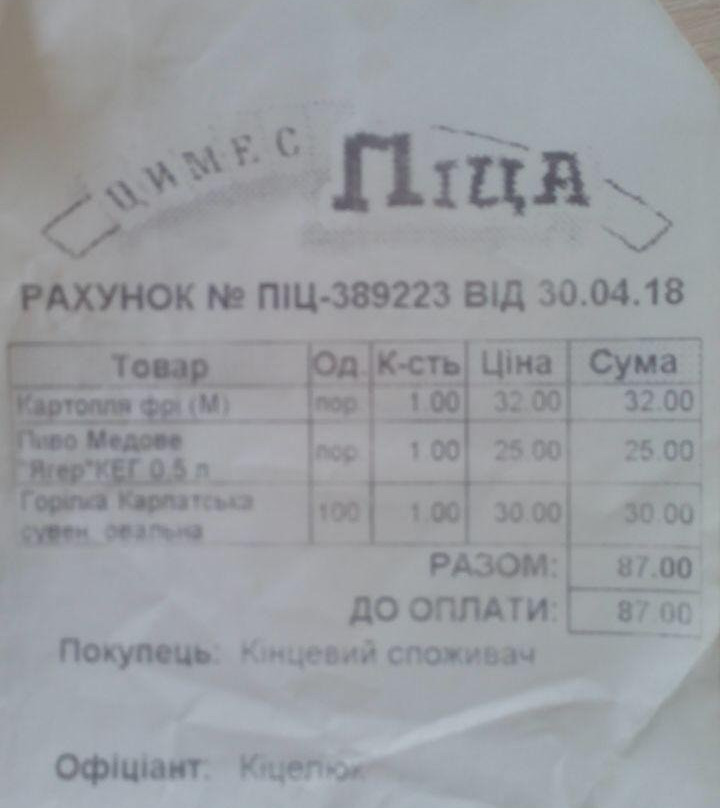 ЦИМЕС ПІЦА
РАХУНОК № ПІЦ-389223 ВІД 30.04.18
Товар Од К-сть Ціна Сума
Картопля фрі (М) пор 1.00 32.00 32.00
Пиво Медове
"Ягер"КЕГ 0,5 л пор 1.00 25.00 25.00
Горілка Карпатська
сувен. овальна 100 1.00 30.00 30.00
РАЗОМ: 87.00
ДО ОПЛАТИ: 87.00
Покупець: Кінцевий споживач
Офіціант: Кіцелюк